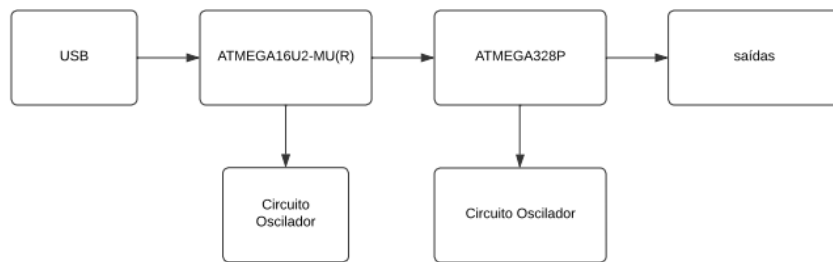 USB
ATMEGA16U2-MU(R)
ATMEGA328P
saídas
Circuito
Oscilador
Circuito Oscilador